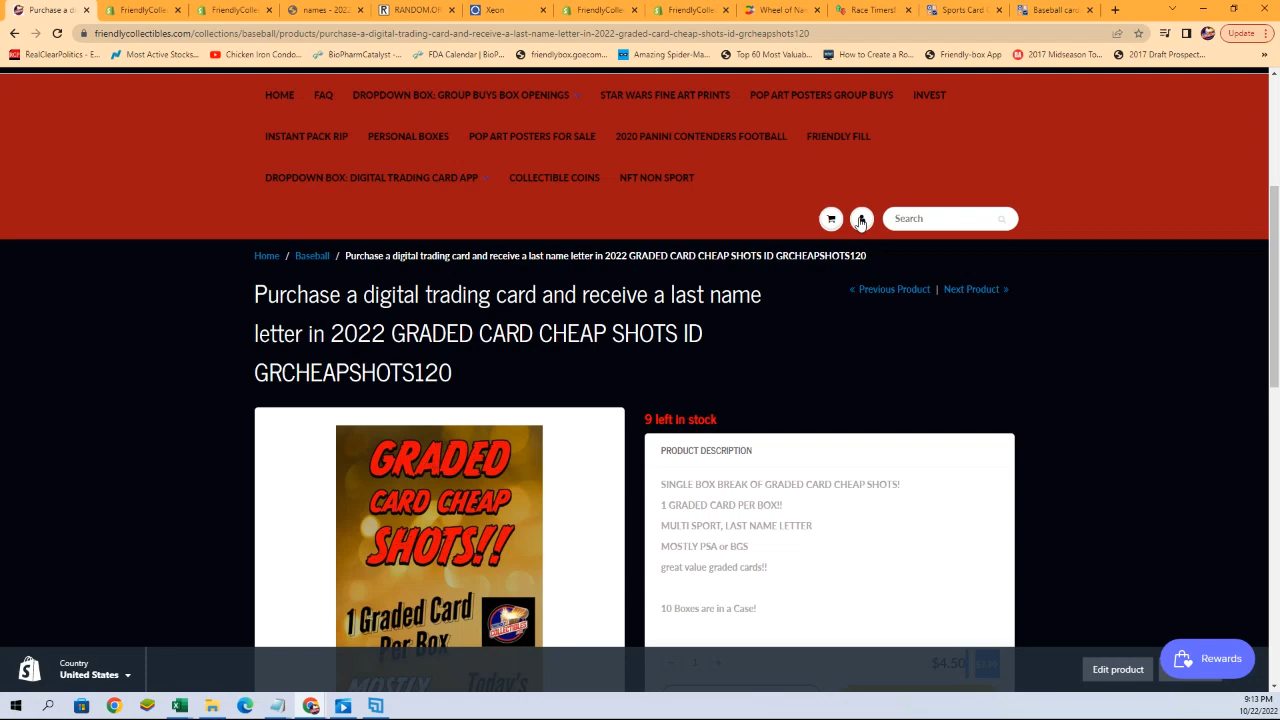 Purchase a d
FriendlyColle
FriendlyColle
names - 202
RANDOM.OR
Xeon
FriendlyColle
FriendlyColle
Wheel of Na
Race Timers!
Sports Card C
Baseball card
friendlycollectibles.com/collections/baseball/products/purchase-a-digital-trading-card-and-receive-a-last-name-letter-in-2022-graded-card-cheap-shots-id-grcheapshots120
Update
RealClearPolitics - E...
Most Active Stocks...
Chicken Iron Condo...
BioPharmCatalyst -...
FDA Calendar | BioP...
friendlybox.goecom...
Amazing Spider-Ma...
Top 60 Most Valuab...
How to Create a Ro...
Friendly-box App
2017 Midseason To...
2017 Draft Prospect...
»
HOME FAQ DROPDOWN BOX: GROUP BUYS BOX OPENINGS STAR WARS FINE ART PRINTS POP ART POSTERS GROUP BUYS INVEST
INSTANT PACK RIP PERSONAL BOXES POP ART POSTERS FOR SALE 2020 PANINI CONTENDERS FOOTBALL FRIENDLY FILL
DROPDOWN BOX: DIGITAL TRADING CARD APP COLLECTIBLE COINS NFT NON SPORT
Search
Home / Baseball / Purchase a digital trading card and receive a last name letter in 2022 GRADED CARD CHEAP SHOTS ID GRCHEAPSHOTS120
« Previous Product | Next Product »
Purchase a digital trading card and receive a last name
letter in 2022 GRADED CARD CHEAP SHOTS ID
GRCHEAPSHOTS120
GRADED
CARD CHEAP
SHOTS!!
1 Graded Card
Per Box
COLLECTIBLES
MOSTLY
Today's
9 left in stock
PRODUCT DESCRIPTION
SINGLE BOX BREAK OF GRADED CARD CHEAP SHOTS!
1 GRADED CARD PER BOX!!
MULTI SPORT, LAST NAME LETTER
MOSTLY PSA or BGS
great value graded cards!!
10 Boxes are in a Case!
- 1 +
$4.50
Country
United States
Edit product
Rewards
9:13 PM
10/22/2022